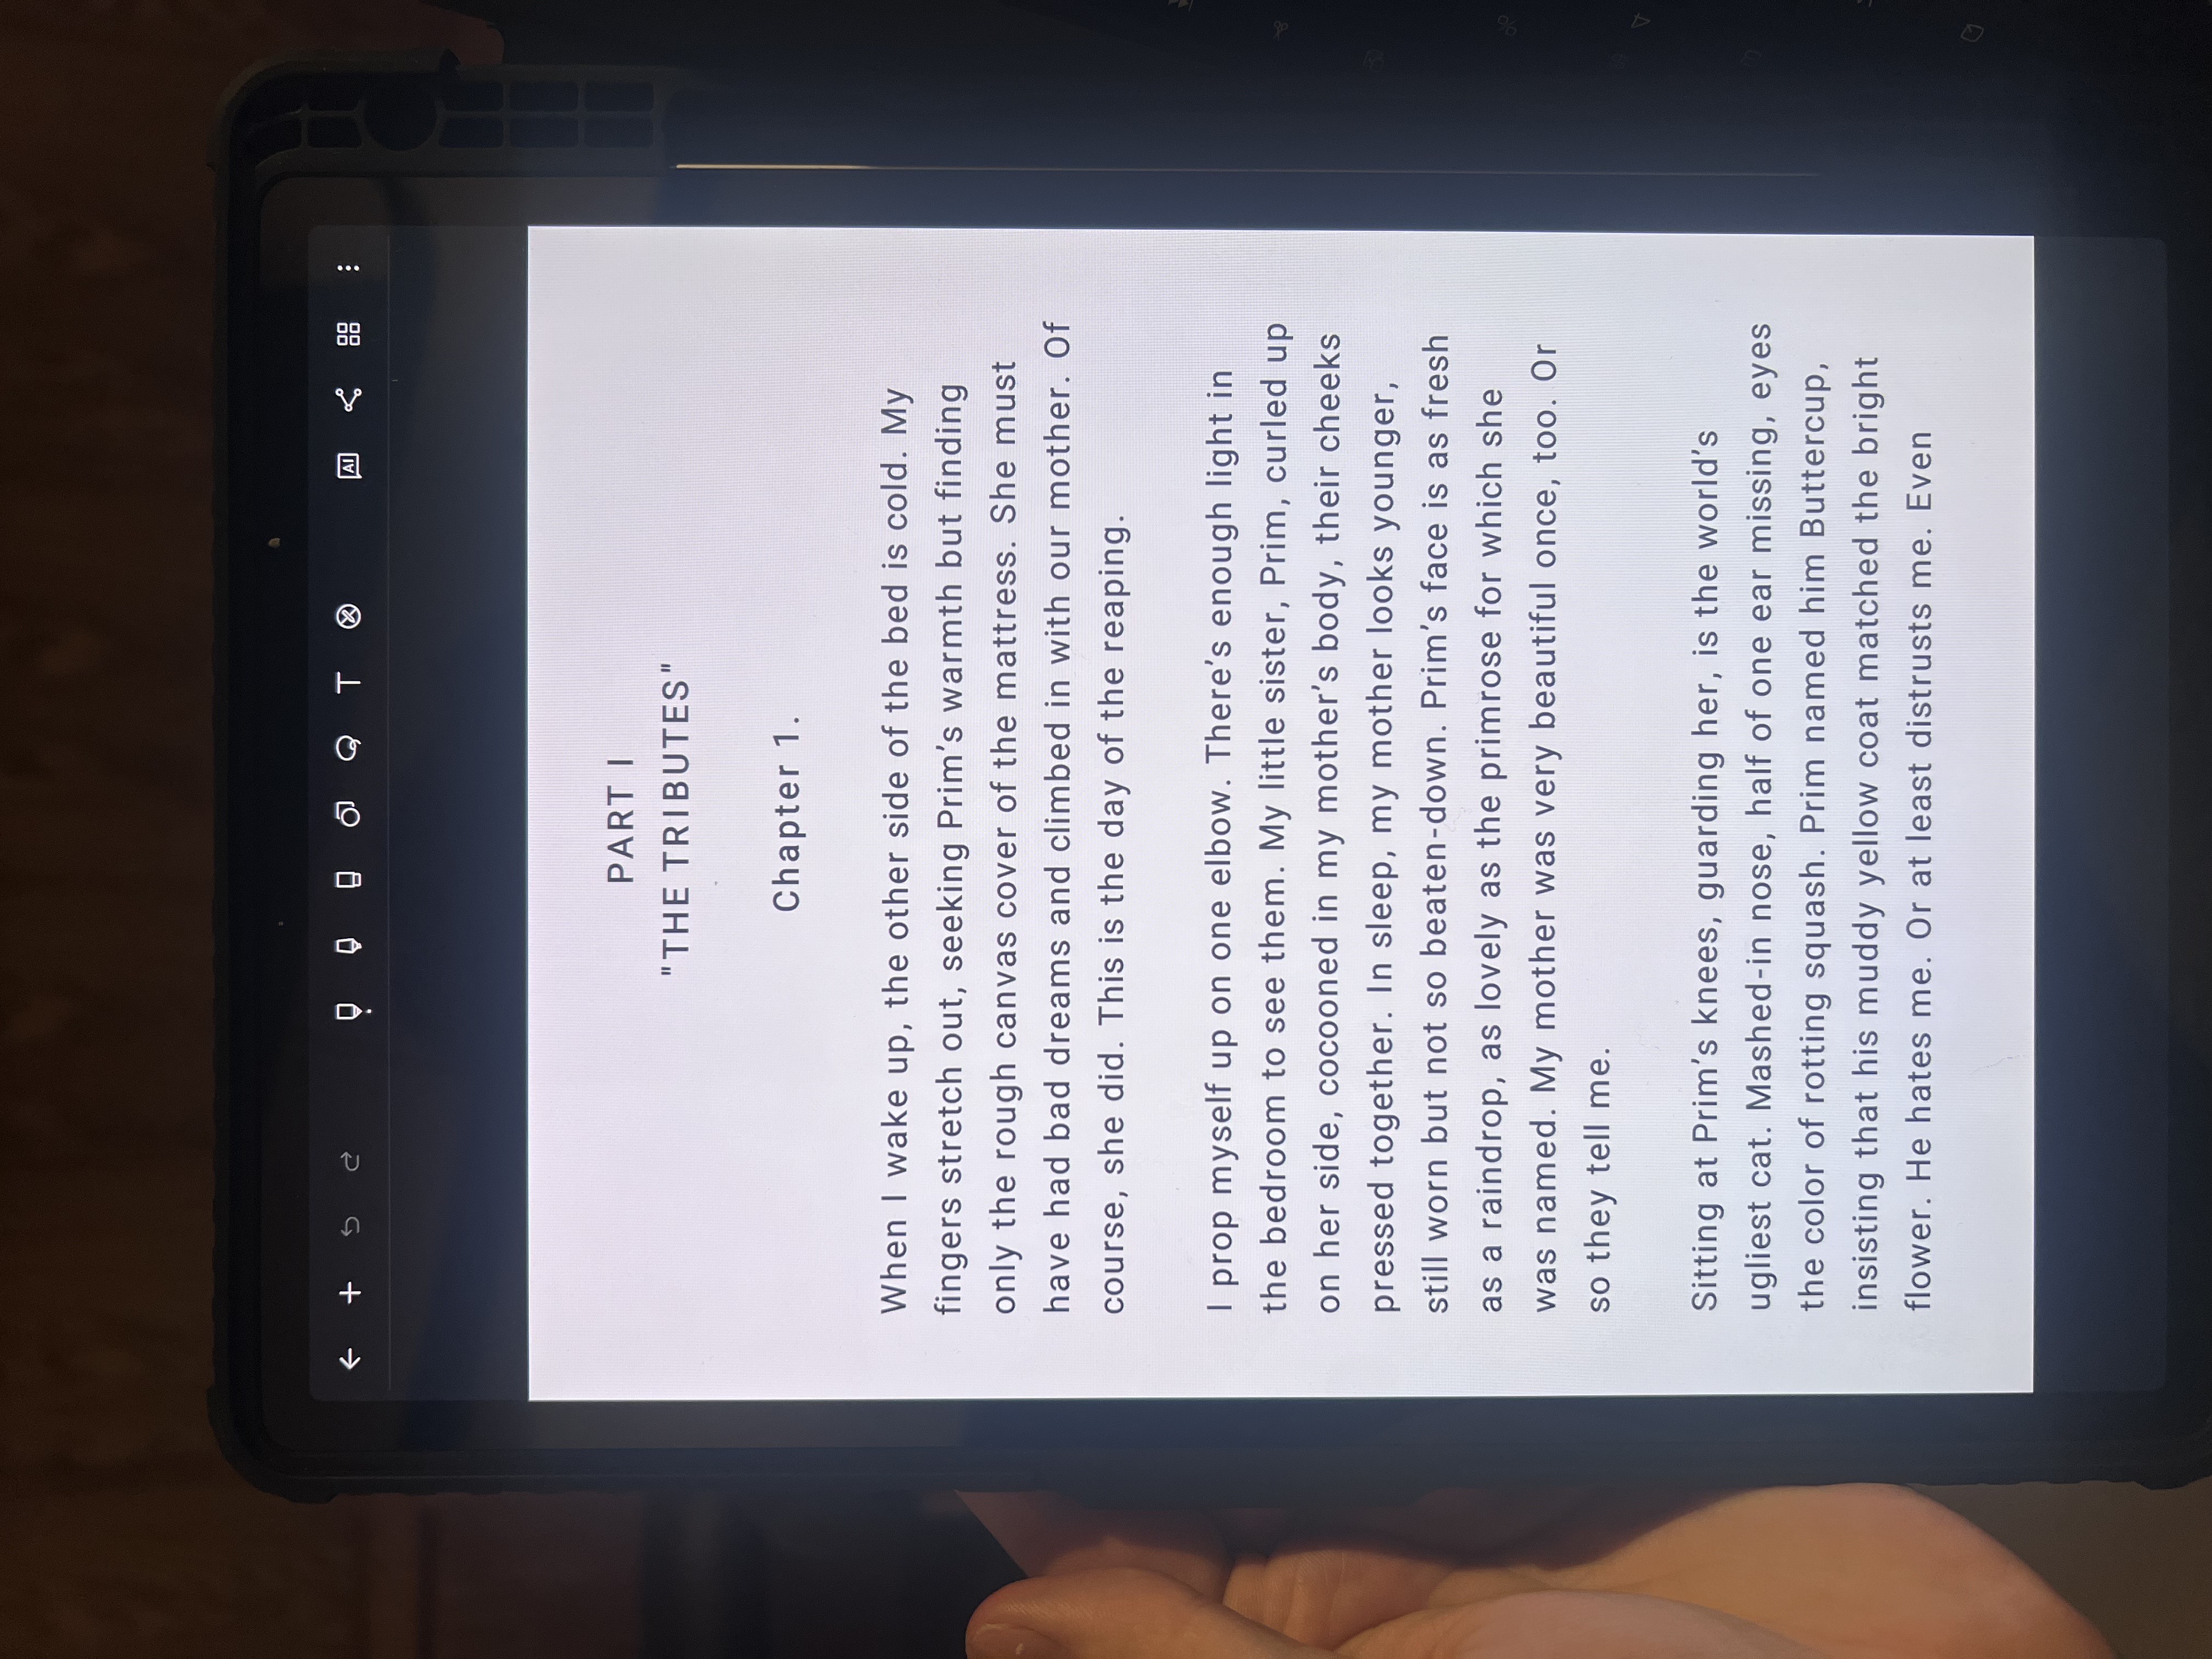 AI
PART I
"THE TRIBUTES"
Chapter 1.
When I wake up, the other side of the bed is cold. My
fingers stretch out, seeking Prim's warmth but finding
only the rough canvas cover of the mattress. She must
have had bad dreams and climbed in with our mother. Of
course, she did. This is the day of the reaping.
I prop myself up on one elbow. There's enough light in
the bedroom to see them. My little sister, Prim, curled up
on her side, cocooned in my mother's body, their cheeks
pressed together. In sleep, my mother looks younger,
still worn but not so beaten-down. Prim's face is as fresh
as a raindrop, as lovely as the primrose for which she
was named. My mother was very beautiful once, too. Or
so they tell me.
Sitting at Prim's knees, guarding her, is the world's
ugliest cat. Mashed-in nose, half of one ear missing, eyes
the color of rotting squash. Prim named him Buttercup,
insisting that his muddy yellow coat matched the bright
flower. He hates me. Or at least distrusts me. Even